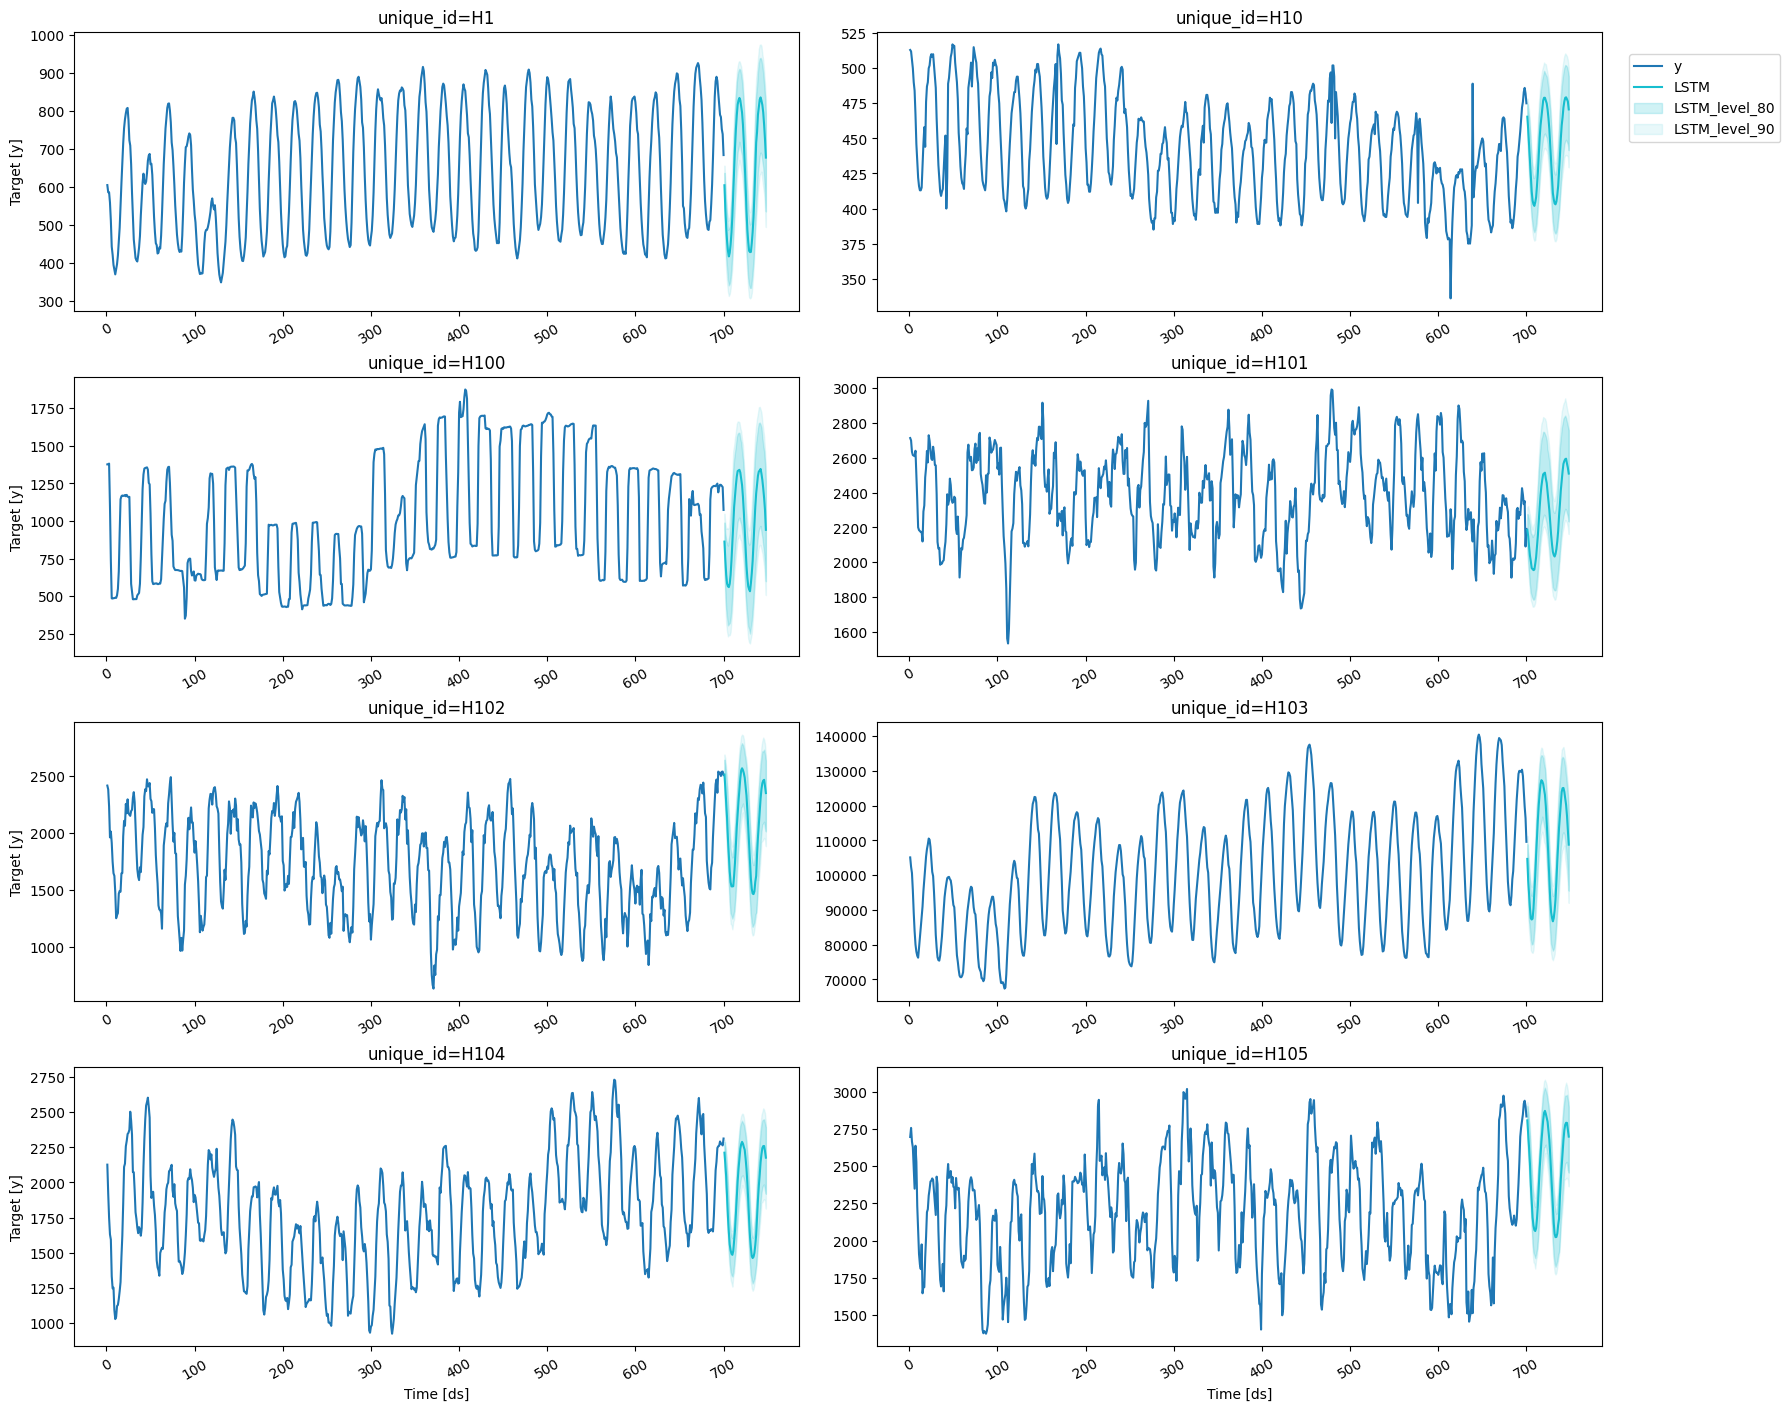 unique_id=H1
1000
900
800
700
600
500
400
300
Target [y]
0 100 200 300 400 500 600 700
unique_id=H10
525
500
475
450
425
400
375
350
0 100 200 300 400 500 600 700
y
LSTM
LSTM_level_80
LSTM_level_90
unique_id=H100
1750
1500
1250
1000
750
500
250
Target [y]
0 100 200 300 400 500 600 700
unique_id=H101
3000
2800
2600
2400
2200
2000
1800
1600
0 100 200 300 400 500 600 700
unique_id=H102
2500
2000
1500
1000
Target [y]
0 100 200 300 400 500 600 700
unique_id=H103
140000
130000
120000
110000
100000
90000
80000
70000
0 100 200 300 400 500 600 700
unique_id=H104
2750
2500
2250
2000
1750
1500
1250
1000
Target [y]
0 100 200 300 400 500 600 700
Time [ds]
unique_id=H105
3000
2750
2500
2250
2000
1750
1500
0 100 200 300 400 500 600 700
Time [ds]